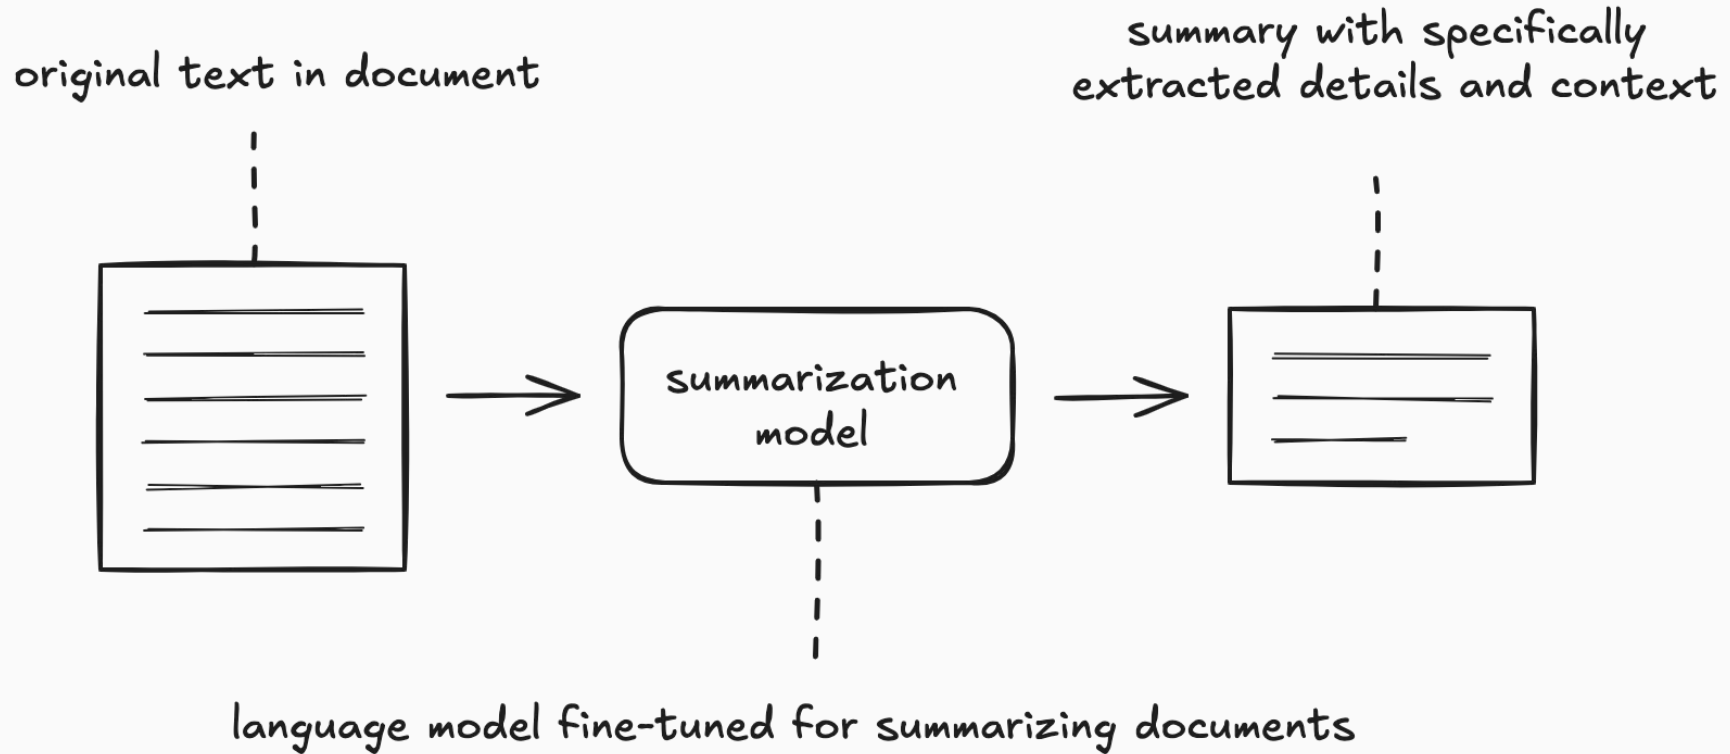 original text in document
summary with specifically
extracted details and context
summarization
model
language model fine-tuned for summarizing documents